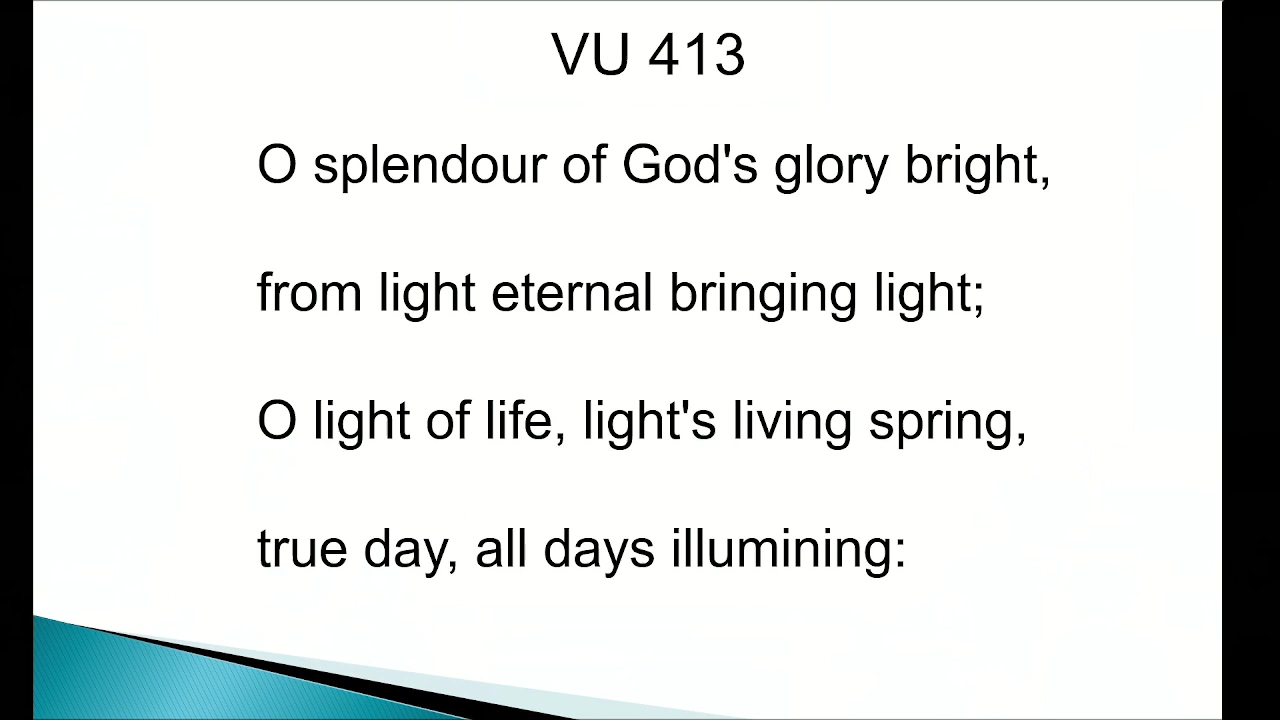 VU 413
O splendour of God's glory bright,
from light eternal bringing light;
O light of life, light's living spring,
true day, all days illumining: